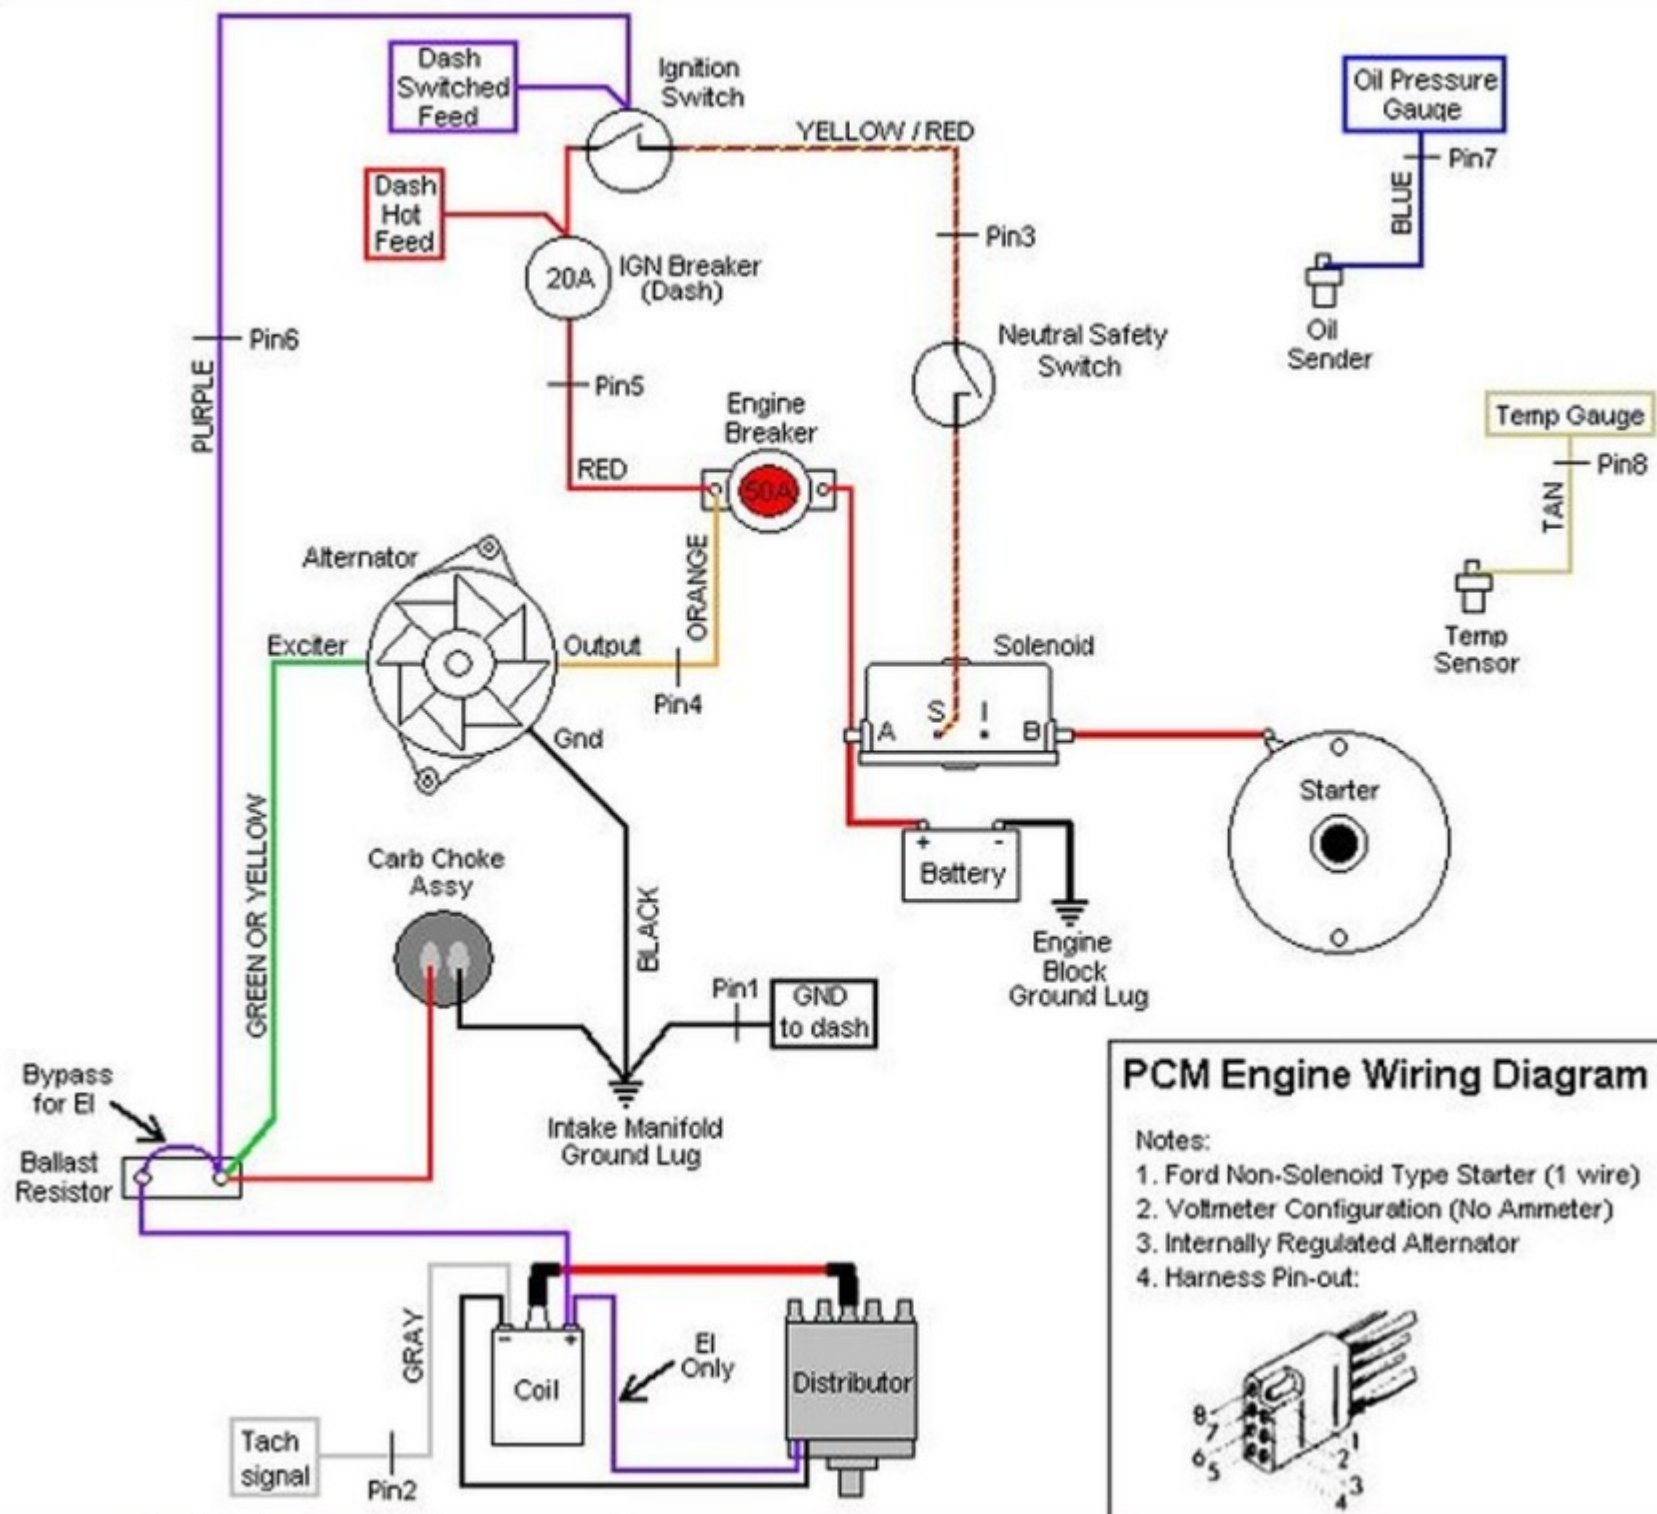 Dash
Switched
Feed
Ignition
Switch
YELLOW / RED
Oil Pressure
Gauge
Pin7
BLUE
Oil
Sender
Dash
Hot
Feed
20A
IGN Breaker
(Dash)
Pin3
Pin6
PURPLE
Pin5
Neutral Safety
Switch
Engine
Breaker
50A
RED
ORANGE
Temp Gauge
Pin8
TAN
Temp
Sensor
Alternator
Exciter
Output
Pin4
Gnd
Solenoid
A
S
I
B
Starter
+
-
Battery
Engine
Block
Ground Lug
GREEN OR YELLOW
Carb Choke
Assy
BLACK
Pin1
GND
to dash
Intake Manifold
Ground Lug
Bypass
for EI
Ballast
Resistor
GRAY
-
+
Coil
EI
Only
Distributor
Tach
signal
Pin2
PCM Engine Wiring Diagram
Notes:
1. Ford Non-Solenoid Type Starter (1 wire)
2. Voltmeter Configuration (No Ammeter)
3. Internally Regulated Alternator
4. Harness Pin-out:
8
7
6
5
1
2
3
4